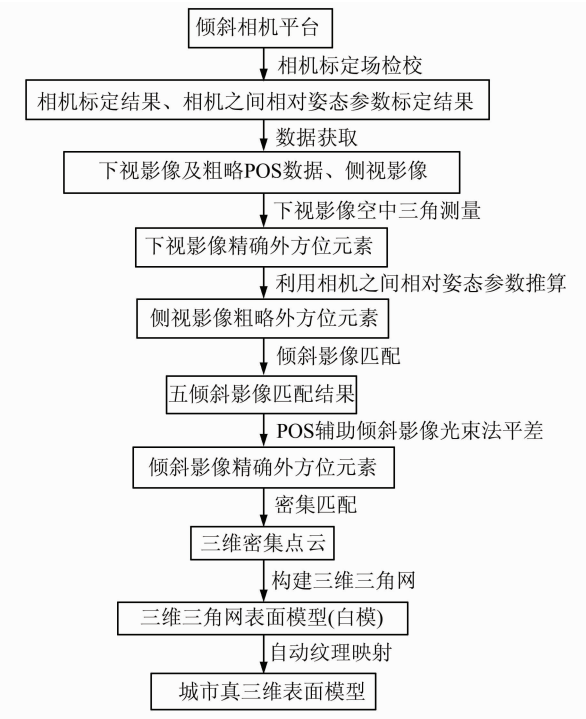 倾斜相机平台
相机标定场检校
相机标定结果、相机之间相对姿态参数标定结果
数据获取
下视影像及粗略POS数据、侧视影像
下视影像空中三角测量
下视影像精确外方位元素
利用相机之间相对姿态参数推算
侧视影像粗略外方位元素
倾斜影像匹配
五倾斜影像匹配结果
POS辅助倾斜影像光束法平差
倾斜影像精确外方位元素
密集匹配
三维密集点云
构建三维三角网
三维三角网表面模型(白模)
自动纹理映射
城市真三维表面模型